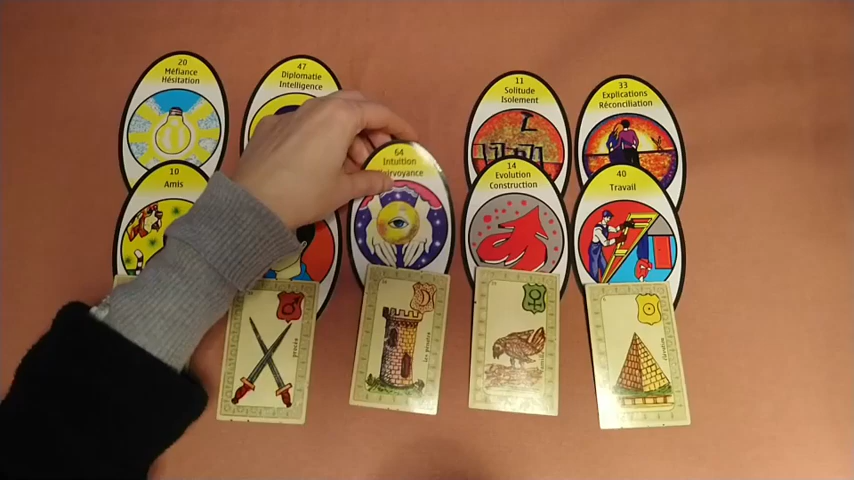 20
Méfiance
Hésitation
47
Diplomatie
Intelligence
11
Solitude
Isolement
33
Explications
Réconciliation
10
Amis
64
Intuition
14
Evolution
Construction
40
Travail